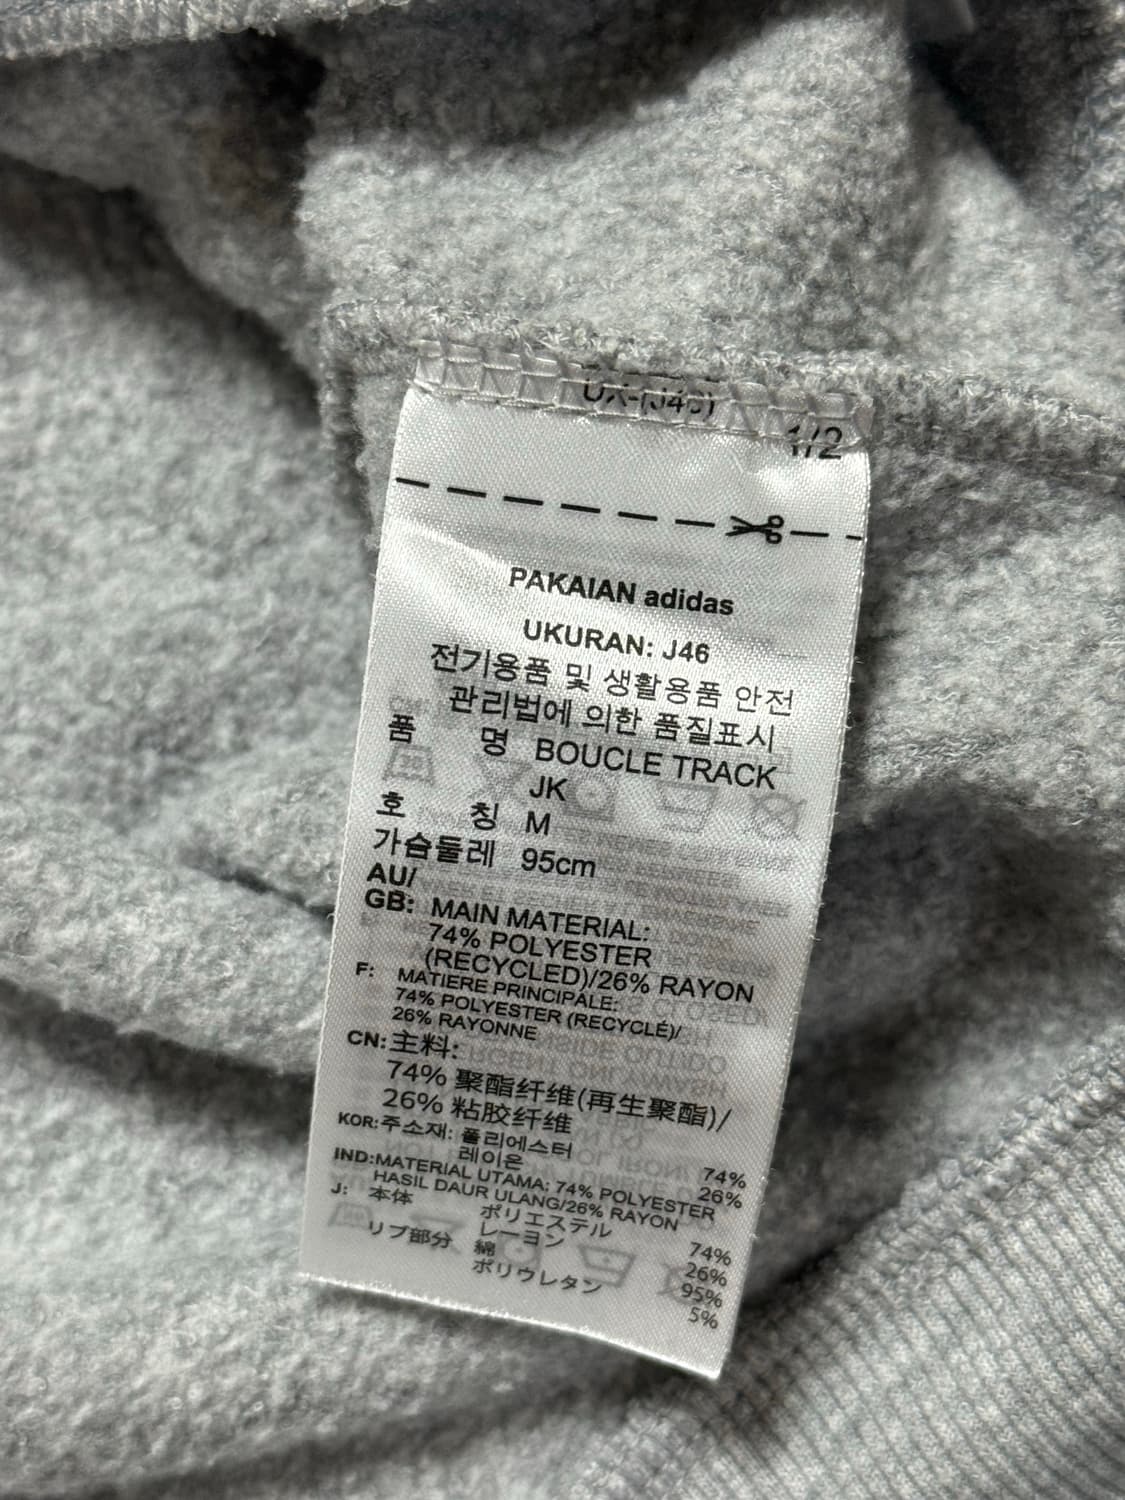 1/2
PAKAIAN adidas
UKURAN: J46
전기용품 및 생활용품 안전
관리법에 의한 품질표시
품 명 BOUCLE TRACK
JK
호 칭 M
가슴둘레 95cm
AU/
GB: MAIN MATERIAL:
74% POLYESTER
(RECYCLED)/26% RAYON
F: MATIERE PRINCIPALE:
74% POLYESTER (RECYCLÉ)/
26% RAYONNE
CN: 主料:
74% 聚酯纤维(再生聚酯)/
26% 粘胶纤维
KOR: 주소재: 폴리에스터 74%
레이온 26%
IND: MATERIAL UTAMA: 74% POLYESTER
HASIL DAUR ULANG/26% RAYON
J: 本体 ポリエステル 74%
レーヨン 26%
リブ部分 綿 95%
ポリウレタン 5%